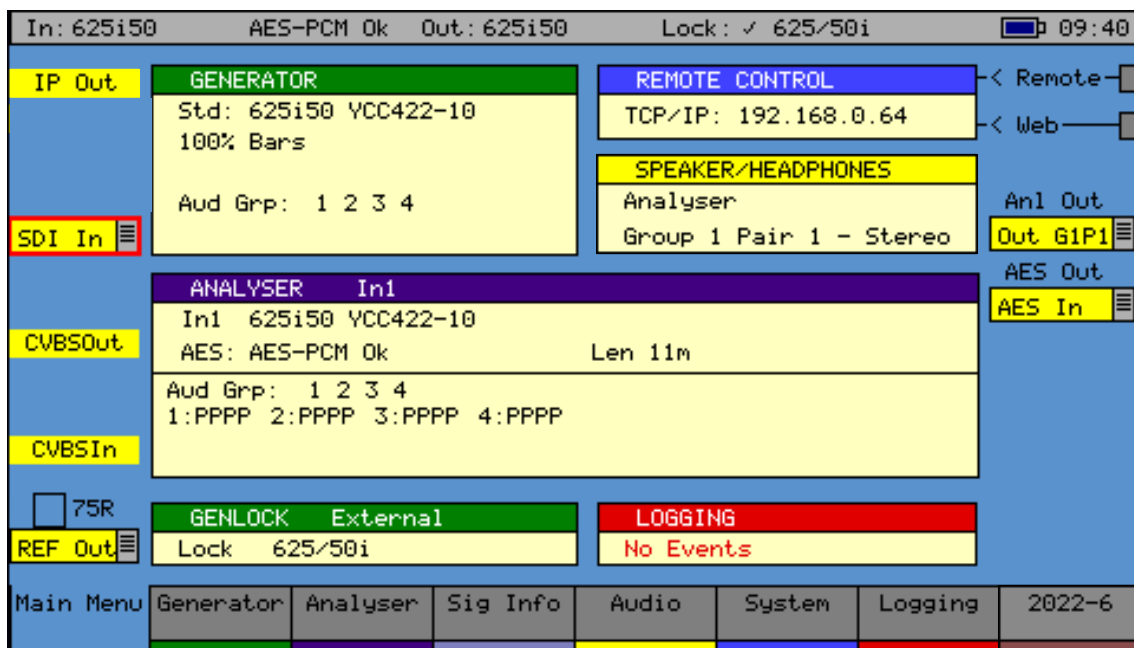 In: 625i50 AES-PCM Ok Out: 625i50 Lock: ✓ 625/50i 09:40
IP Out
GENERATOR
Std: 625i50 YCC422-10
100% Bars
Aud Grp: 1 2 3 4
REMOTE CONTROL
TCP/IP: 192.168.0.64
< Remote
< Web
SPEAKER/HEADPHONES
Analyser
Group 1 Pair 1 - Stereo
SDI In
Anl Out
Out G1P1
AES Out
AES In
ANALYSER In1
In1 625i50 YCC422-10
AES: AES-PCM Ok Len 11m
Aud Grp: 1 2 3 4
1:PPPP 2:PPPP 3:PPPP 4:PPPP
CVBSOut
CVBSIn
75R
REF Out
GENLOCK External
Lock 625/50i
LOGGING
No Events
Main Menu Generator Analyser Sig Info Audio System Logging 2022-6